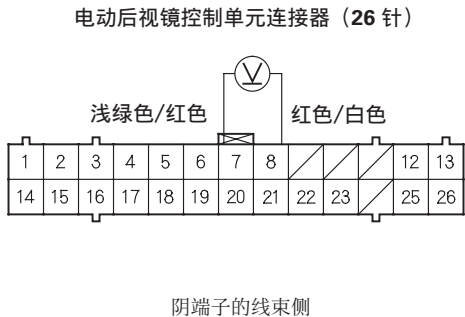 电动后视镜控制单元连接器（26 针）
V
浅绿色/红色 红色/白色
1 2 3 4 5 6 7 8 12 13
14 15 16 17 18 19 20 21 22 23 25 26
阴端子的线束侧